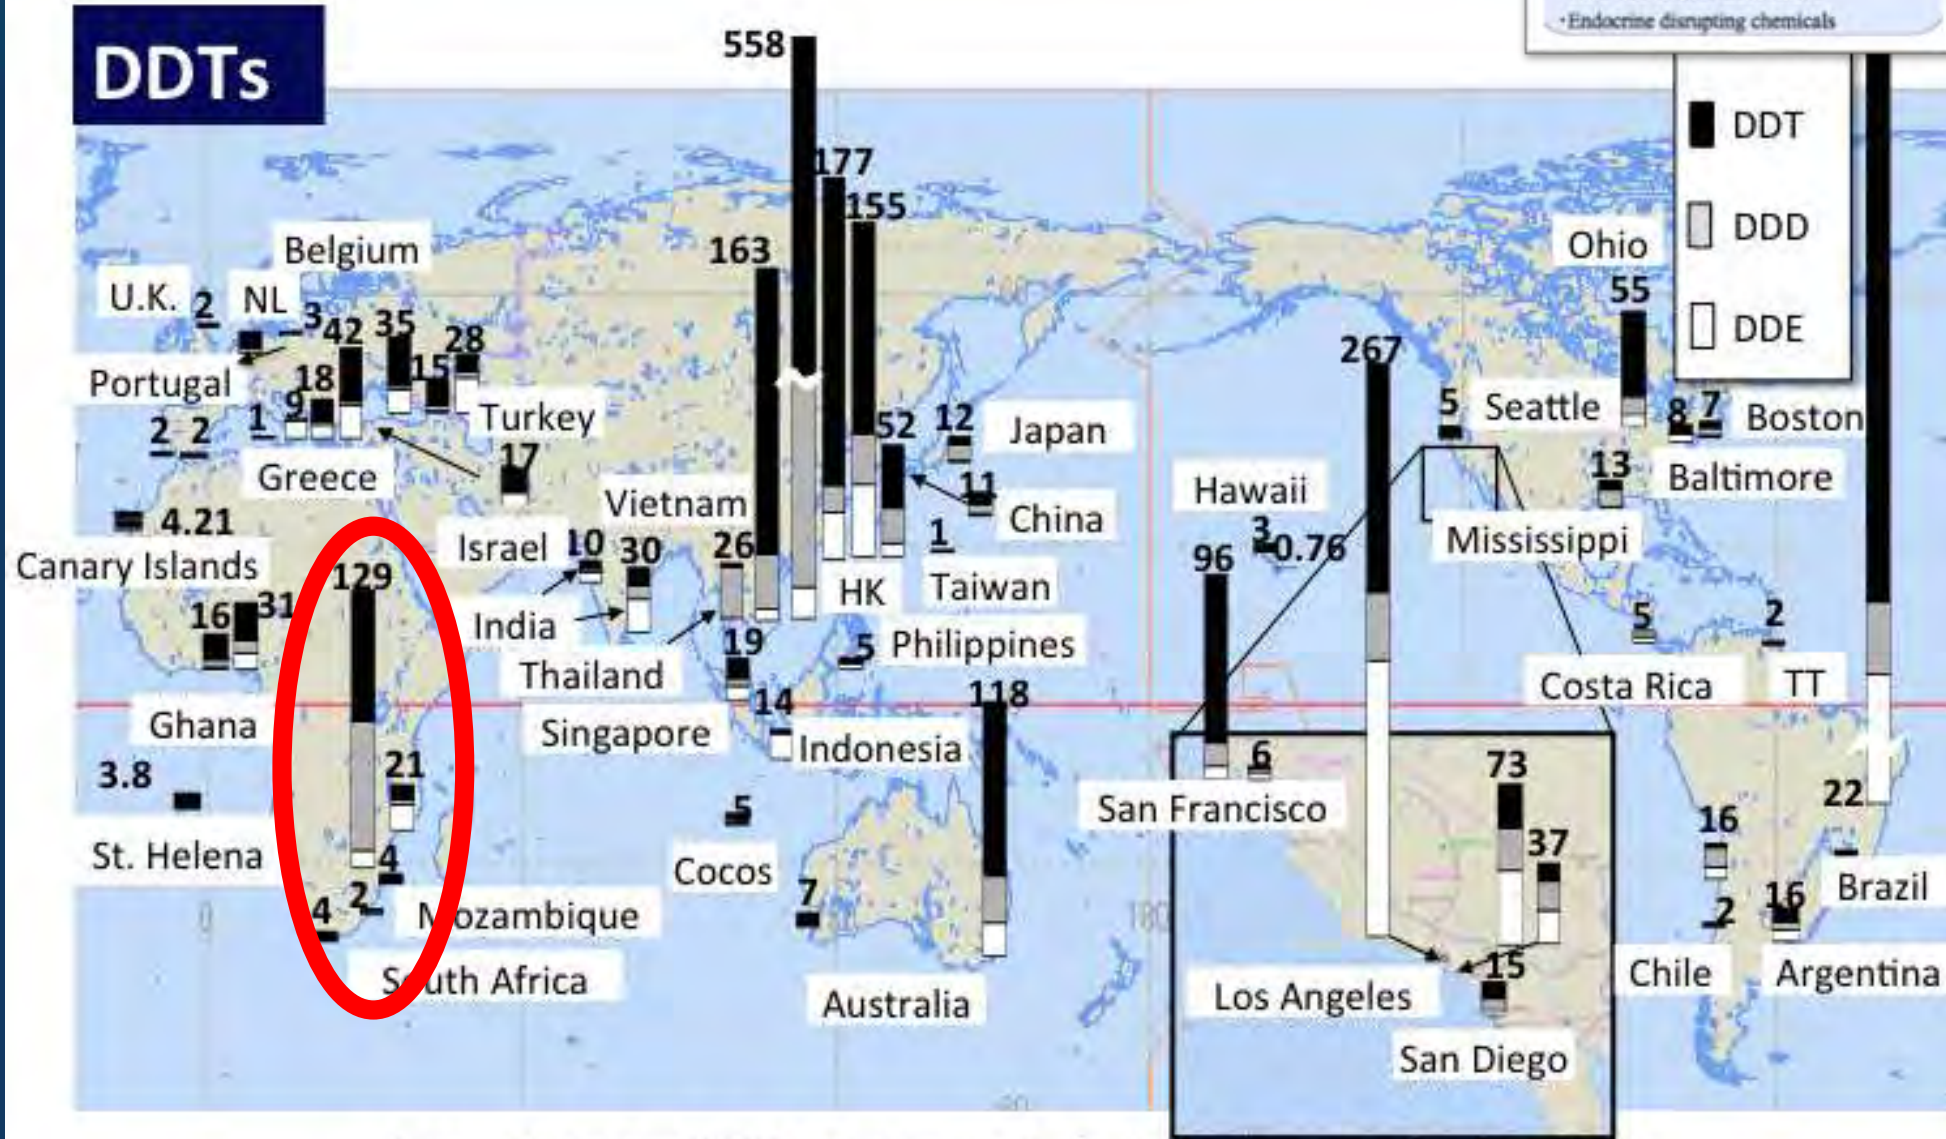 • Endocrine disrupting chemicals
DDTs
558
DDT
177
155
DDD
Ohio
163
Belgium
55
U.K.
2
NL
3
42
35
28
DDE
267
15
Portugal
18
9
1
2
2
Turkey
5
Seattle
8
7
Boston
52
12
Japan
17
13
Greece
Baltimore
Vietnam
11
Hawaii
China
4.21
Israel
10
30
26
1
3
0.76
Mississippi
Canary Islands
96
129
HK
Taiwan
16
31
India
5
2
19
5
Philippines
Thailand
Costa Rica
TT
118
14
Ghana
Singapore
Indonesia
6
73
21
3.8
22
5
San Francisco
16
37
St. Helena
4
Cocos
7
Brazil
4
2
Mozambique
180
2
16
0
15
South Africa
Chile
Argentina
Australia
Los Angeles
San Diego